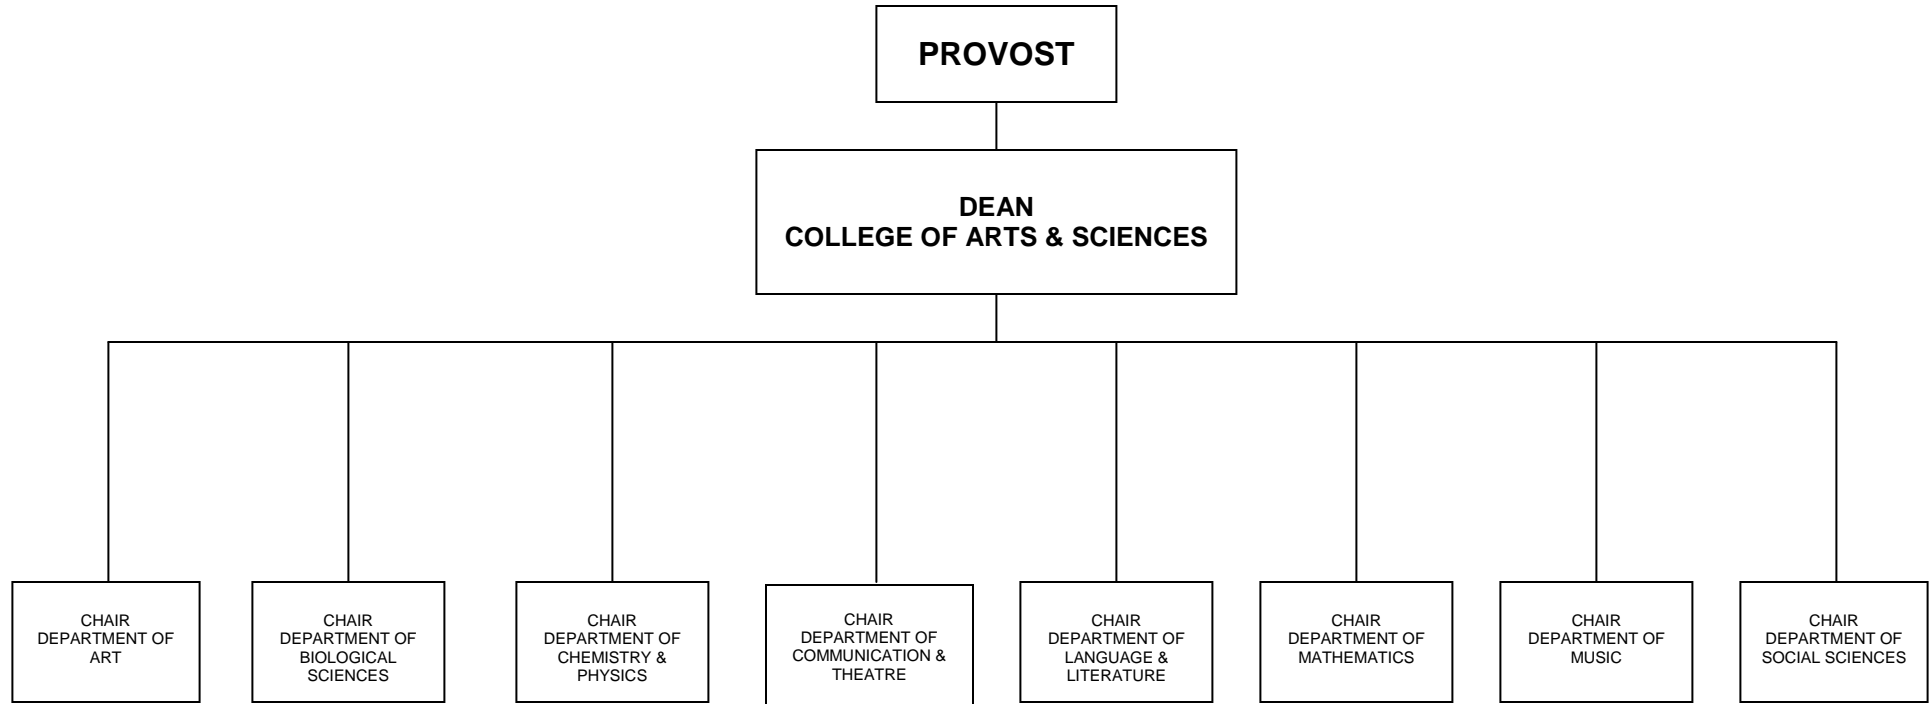 PROVOST
DEAN
COLLEGE OF ARTS & SCIENCES
CHAIR
DEPARTMENT OF
ART
CHAIR
DEPARTMENT OF
BIOLOGICAL
SCIENCES
CHAIR
DEPARTMENT OF
CHEMISTRY &
PHYSICS
CHAIR
DEPARTMENT OF
COMMUNICATION &
THEATRE
CHAIR
DEPARTMENT OF
LANGUAGE &
LITERATURE
CHAIR
DEPARTMENT OF
MATHEMATICS
CHAIR
DEPARTMENT OF
MUSIC
CHAIR
DEPARTMENT OF
SOCIAL SCIENCES